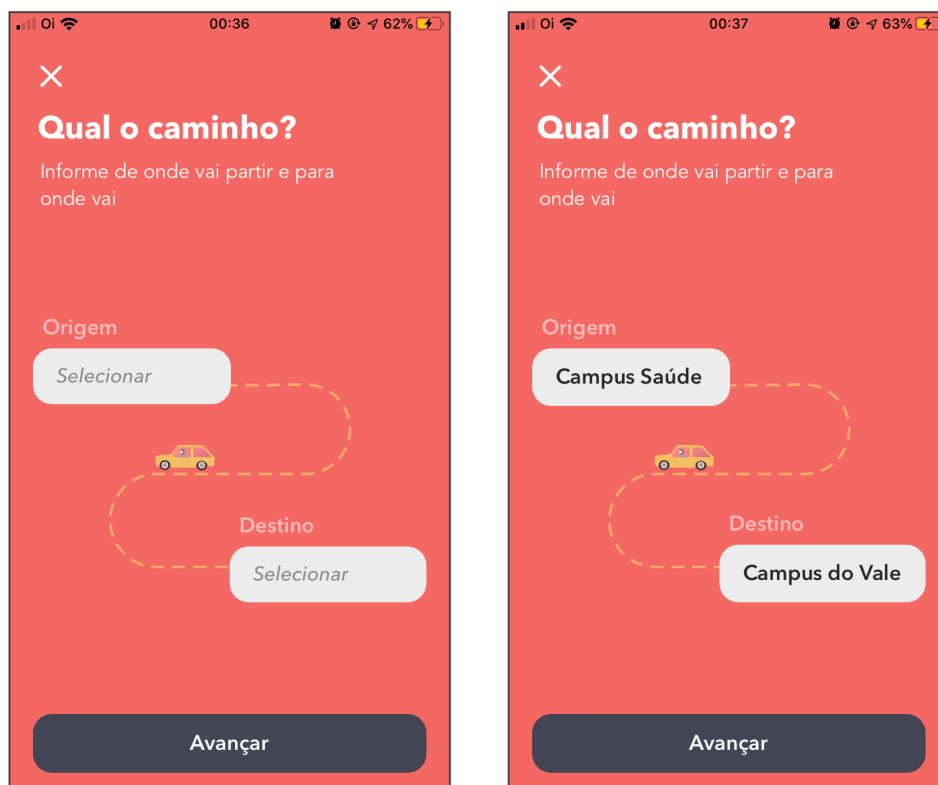 Oi 00:36 62%
Qual o caminho?
Informe de onde vai partir e para
onde vai
Origem
Selecionar
Destino
Selecionar
Avançar
Oi 00:37 63%
Qual o caminho?
Informe de onde vai partir e para
onde vai
Origem
Campus Saúde
Destino
Campus do Vale
Avançar